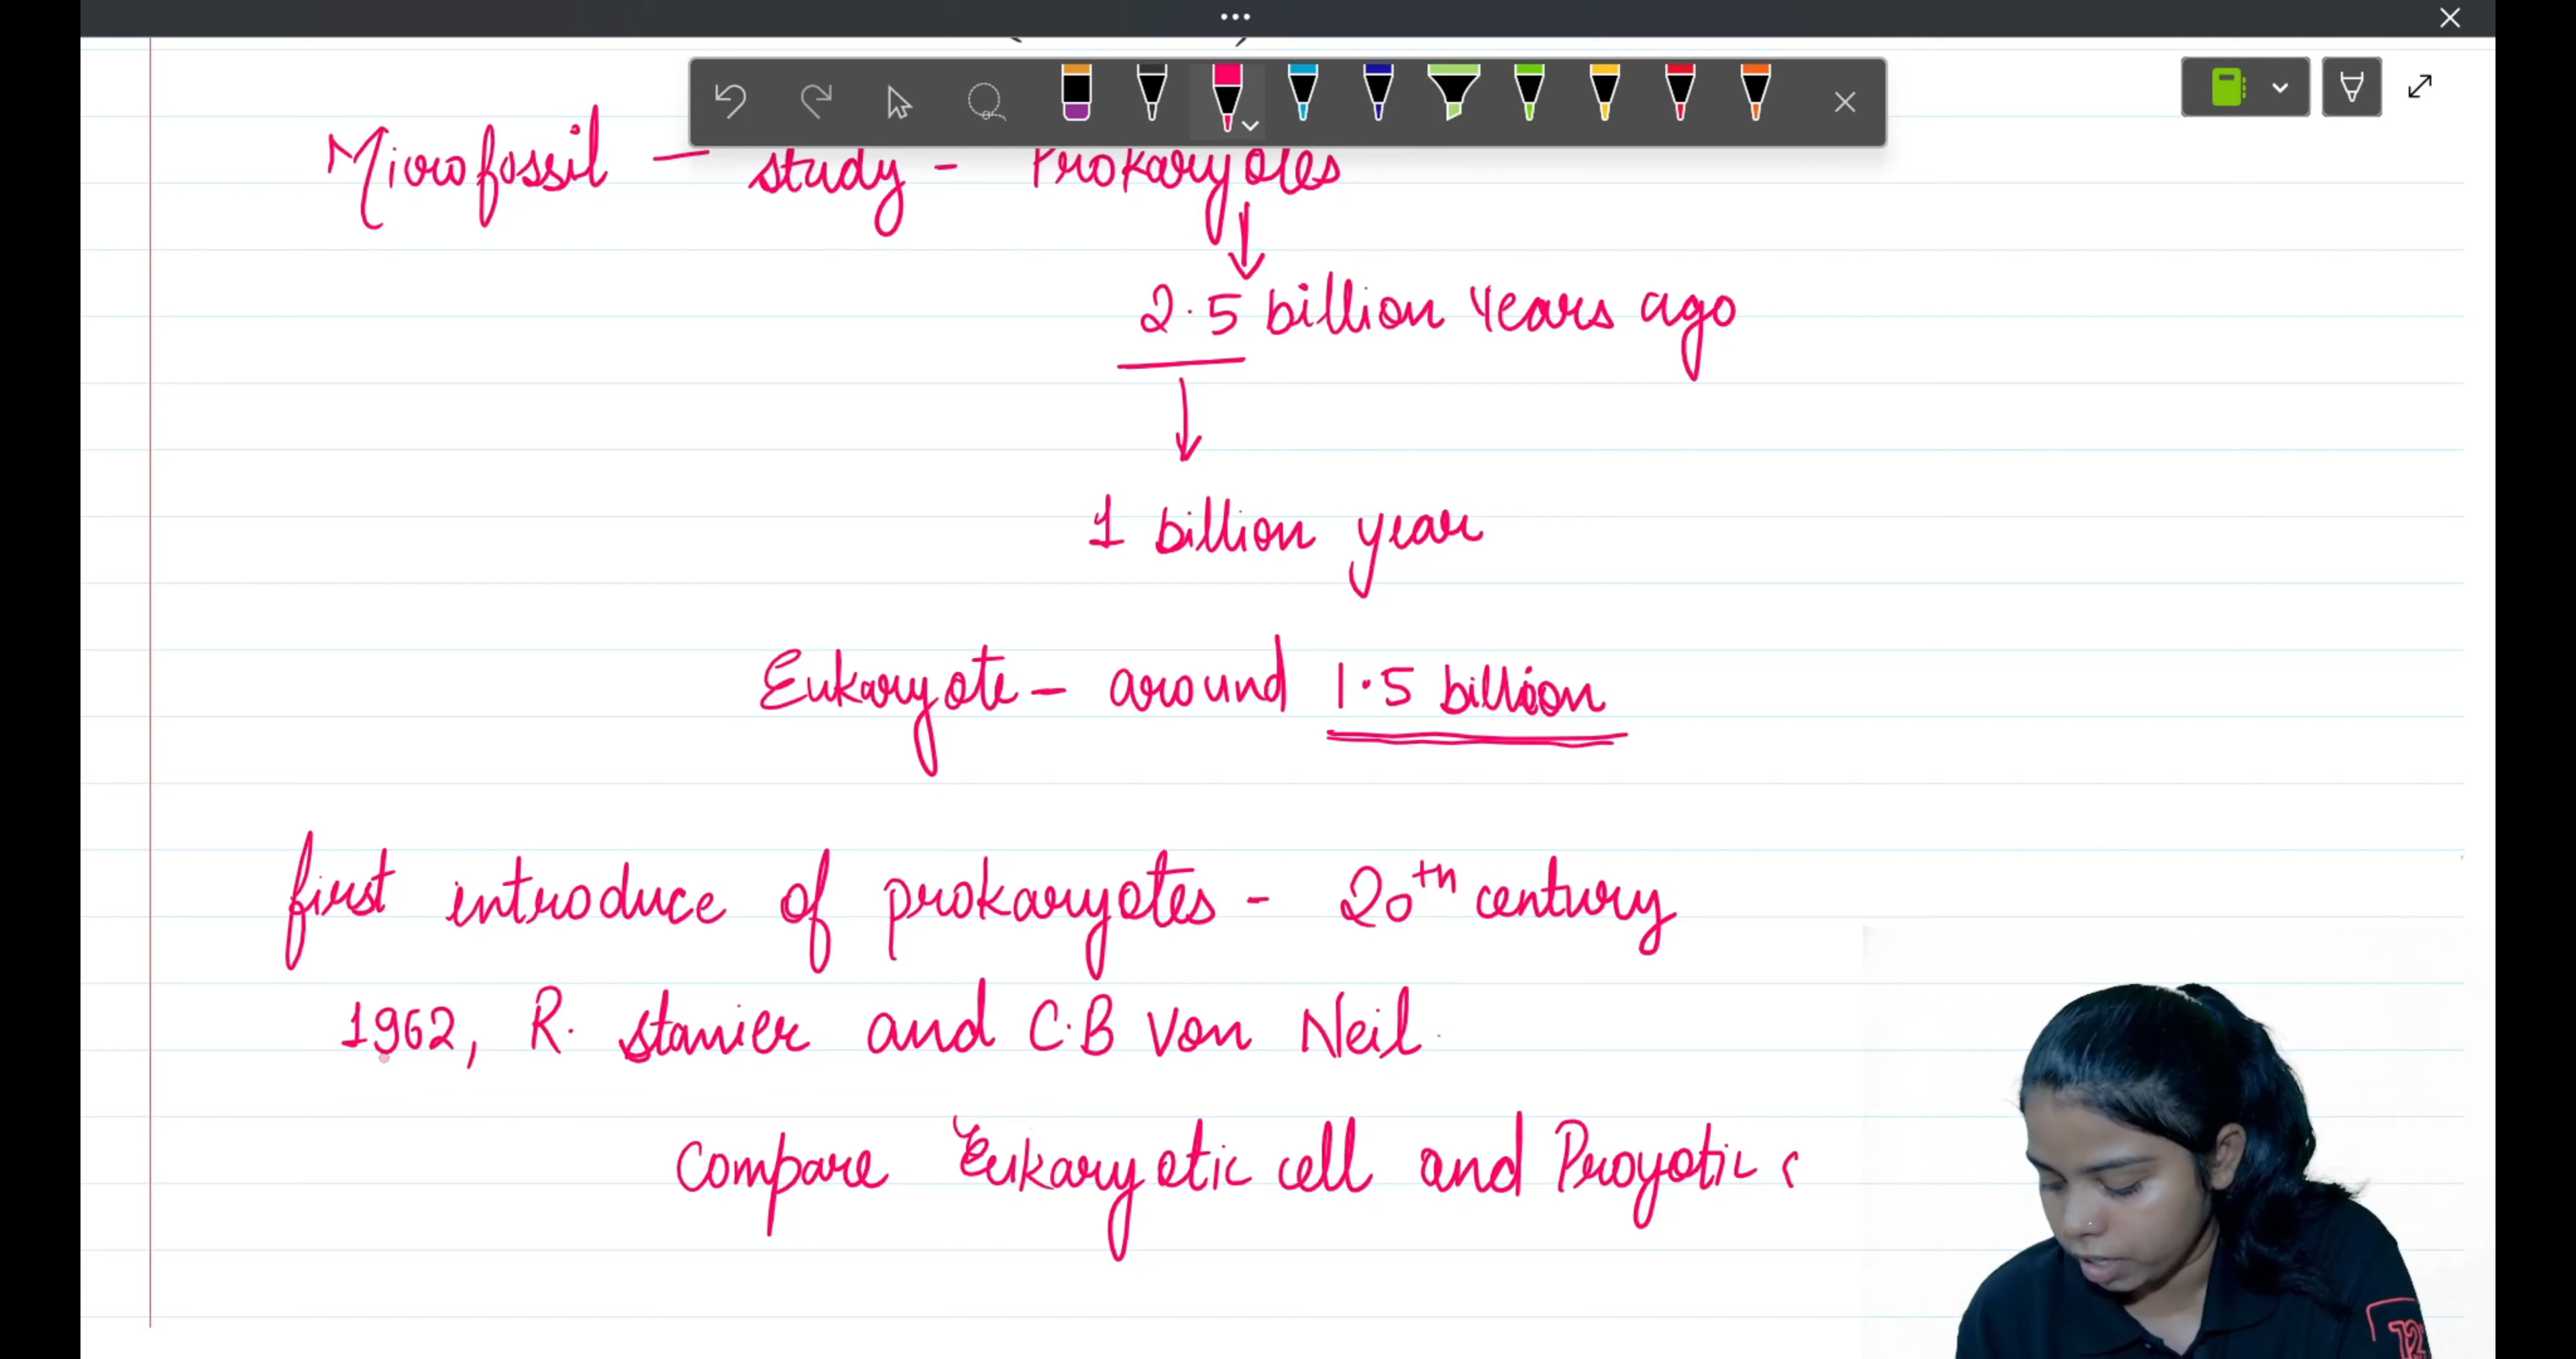 Microfossil — study - Prokaryotes
2.5 billion years ago
1 billion year
Eukaryote - around 1.5 billion
first introduce of prokaryotes - 20th century
1962, R. Stanier and C.B Von Neil
Compare Eukaryotic cell and Proyotic c